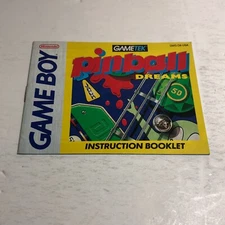 GAMETEK
pinball
DREAMS
50
INSTRUCTION BOOKLET
GAME BOY